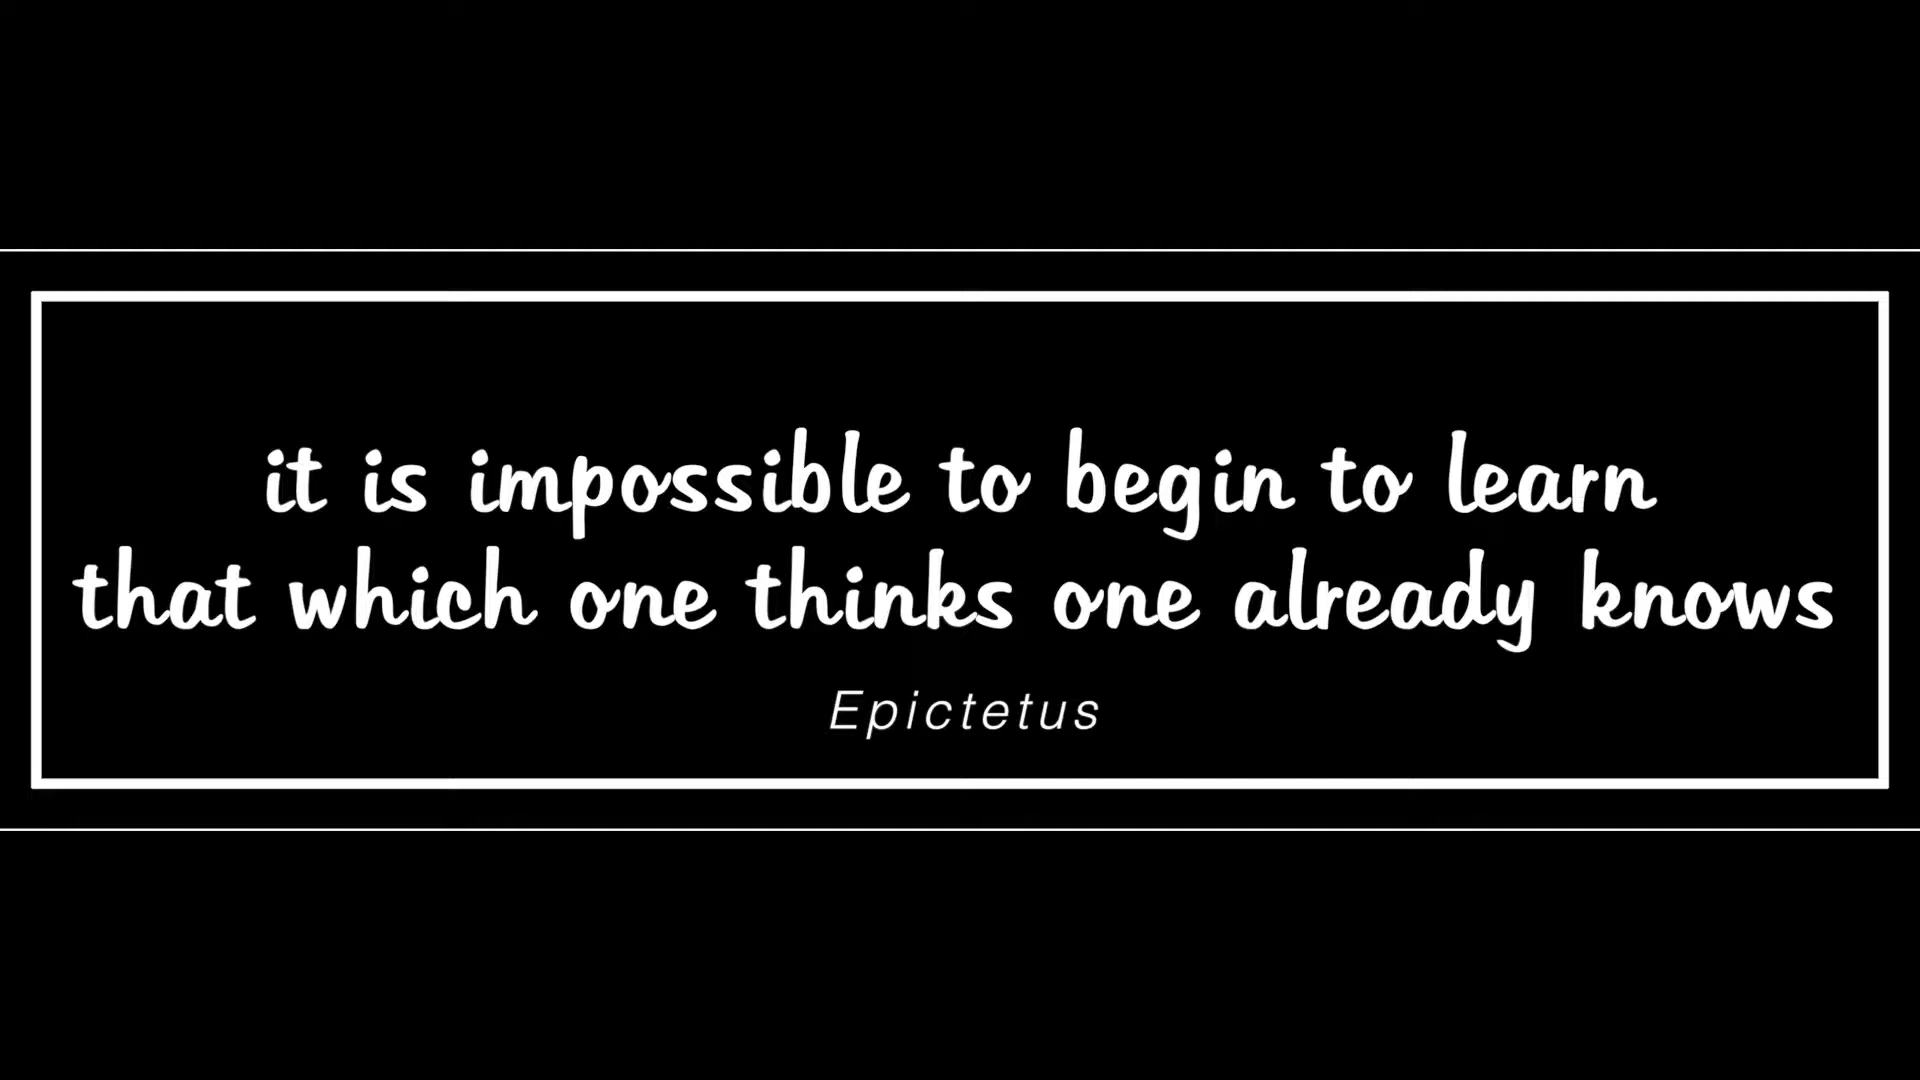 it is impossible to begin to learn
that which one thinks one already knows
Epictetus